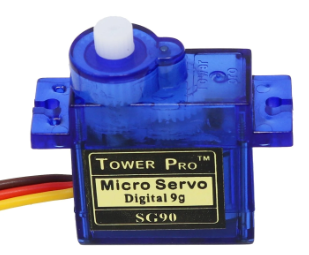 TOWER PRO™
Micro Servo
Digital 9g
SG90